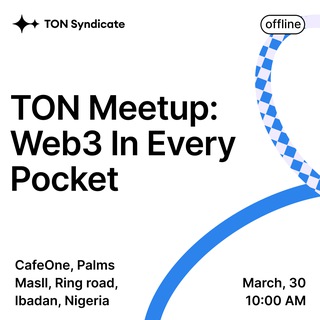 TON Syndicate
offline
TON Meetup:
Web3 In Every
Pocket
CafeOne, Palms
Masll, Ring road,
Ibadan, Nigeria
March, 30
10:00 AM